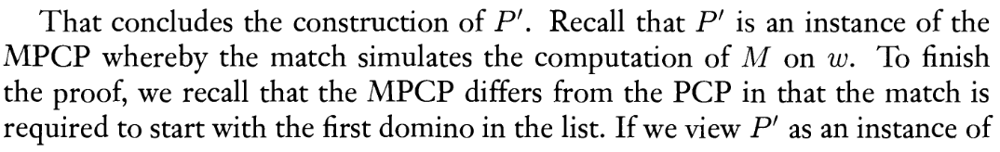 That concludes the construction of P′. Recall that P′ is an instance of the
MPCP whereby the match simulates the computation of M on w. To finish
the proof, we recall that the MPCP differs from the PCP in that the match is
required to start with the first domino in the list. If we view P′ as an instance of